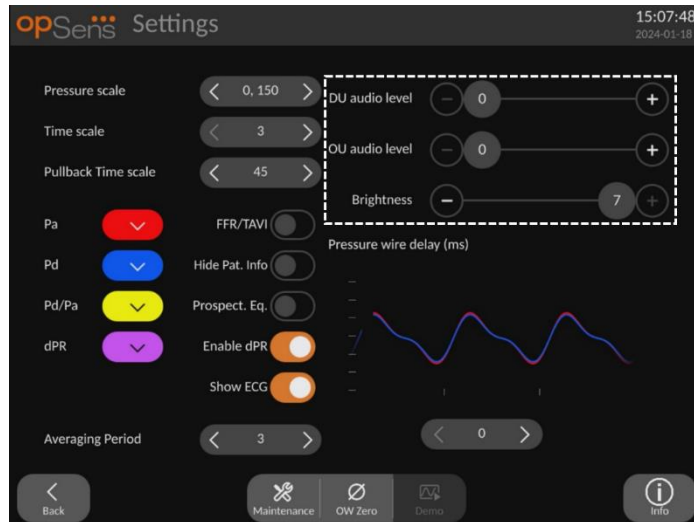 opSens Settings
15:07:48
2024-01-18
Pressure scale
0, 150
Time scale
3
Pullback Time scale
45
DU audio level
0
OU audio level
0
Brightness
7
Pa
FFR/TAVI
Pd
Hide Pat. Info
Pd/Pa
Prospect. Eq.
dPR
Enable dPR
Show ECG
Pressure wire delay (ms)
Averaging Period
3
0
Back
Maintenance
OW Zero
Demo
Info